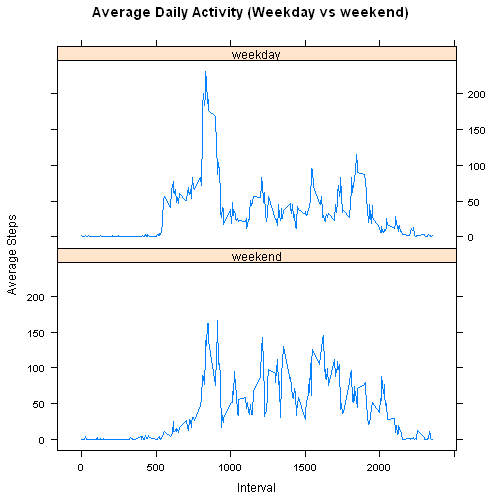 Average Daily Activity (Weekday vs weekend)
weekday
200
150
100
50
0
weekend
200
150
100
50
0
0 500 1000 1500 2000
Interval
Average Steps